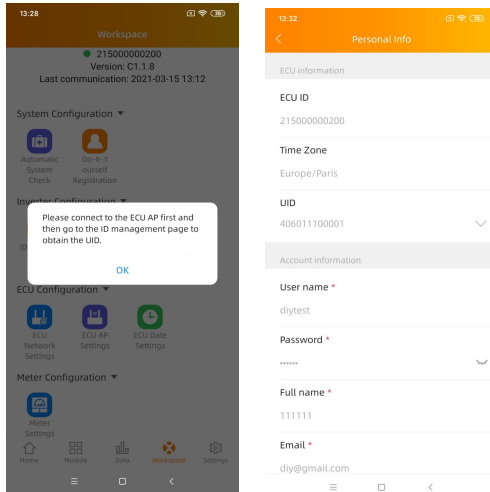 13:28
Workspace
215000000200
Version: C1.1.8
Last communication: 2021-03-15 13:12
System Configuration
Automatic
System
Check
Do-It-Y
ourself
Registration
Inverter Configuration
ID
Please connect to the ECU AP first and
then go to the ID management page to
obtain the UID.
OK
ECU Configuration
ECU
Network
Settings
ECU AP
Settings
ECU Date
Settings
Meter Configuration
Meter
Settings
Home
Module
Data
Workspace
Settings
13:32
Personal Info
ECU information
ECU ID
215000000200
Time Zone
Europe/Paris
UID
406011100001
Account information
User name *
diytest
Password *
••••••
Full name *
111111
Email *
diy@gmail.com